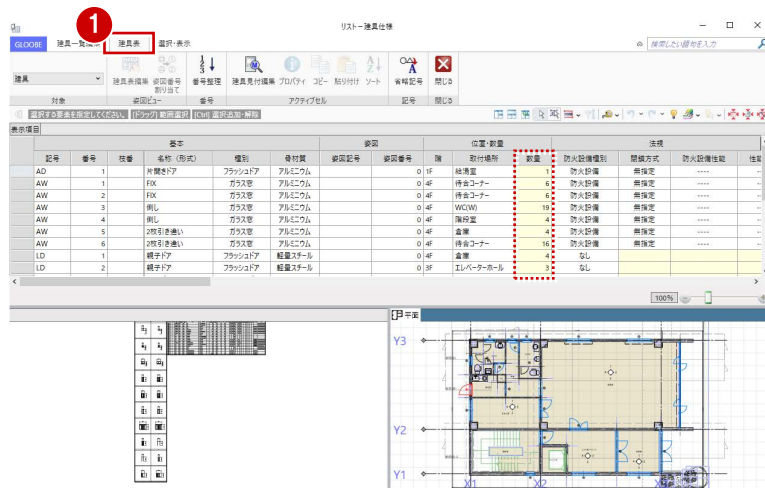 1
リスト－建具仕様
GLOOBE 建具一覧編集 建具表 選択・表示 検索したい語句を入力
建具
建具表編集 姿図番号割り当て 番号整理 建具見付編集 プロパティ コピー 貼り付け ソート 省略記号 閉じる
対象 姿図ビュー 番号 アクティブセル 記号 閉じる
選択する要素を指定してください。 [ドラッグ] 範囲選択 [Ctrl] 選択追加・解除
表示項目
基本 姿図 位置・数量 法規
記号 番号 枝番 名称（形式） 種別 骨材質 姿図記号 姿図番号 階 取付場所 数量 防火設備種別 閉鎖方式 防火設備性能 性能
AD 1 片開きドア フラッシュドア アルミニウム 0 1F 給湯室 1 防火設備 無指定 ----
AW 1 FIX ガラス窓 アルミニウム 0 4F 待合コーナー 6 防火設備 無指定 ----
AW 2 FIX ガラス窓 アルミニウム 0 4F 待合コーナー 6 防火設備 無指定 ----
AW 3 倒し ガラス窓 アルミニウム 0 4F WC(W) 19 防火設備 無指定 ----
AW 4 倒し ガラス窓 アルミニウム 0 4F 階段室 4 防火設備 無指定 ----
AW 5 2枚引き違い ガラス窓 アルミニウム 0 4F 倉庫 4 防火設備 無指定 ----
AW 6 2枚引き違い ガラス窓 アルミニウム 0 4F 待合コーナー 16 防火設備 無指定 ----
LD 1 親子ドア フラッシュドア 軽量スチール 0 4F 倉庫 4 なし
LD 2 親子ドア フラッシュドア 軽量スチール 0 3F エレベーターホール 3 なし
100%
平面
Y3
Y2
Y1
X1 X2